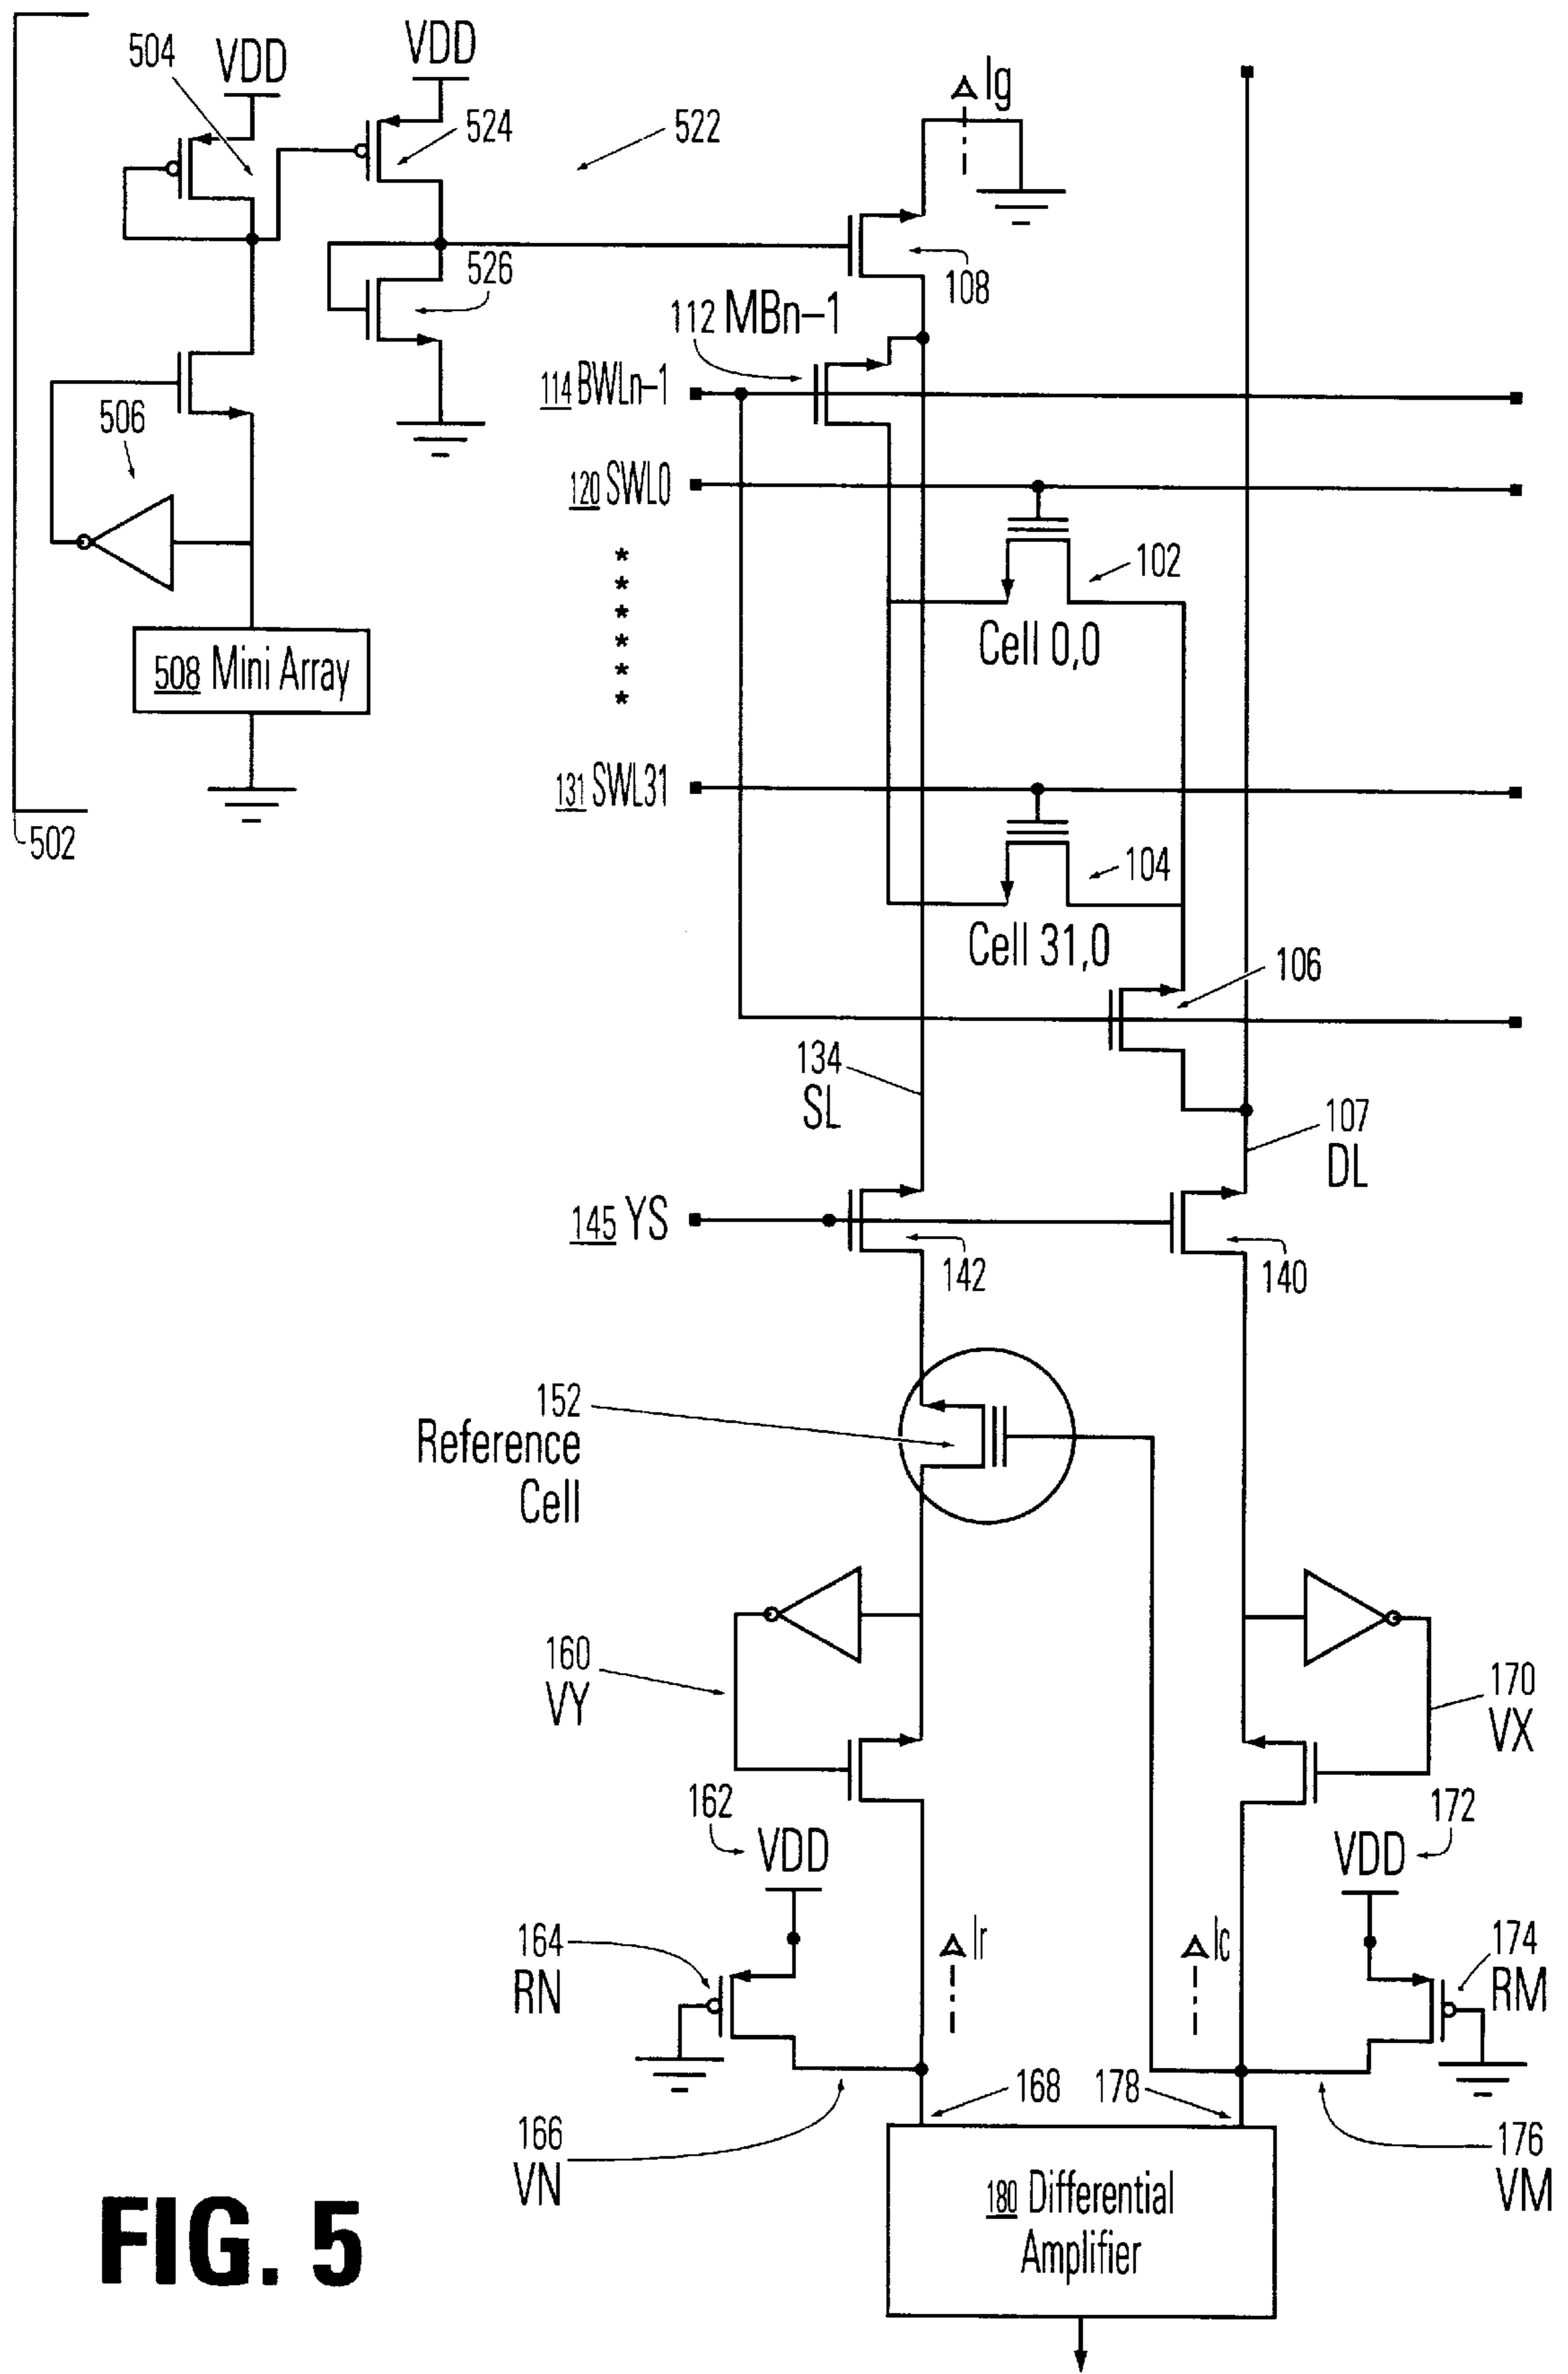 504
VDD
VDD
524
522
Ig
526
108
112 MBn-1
114 BWLn-1
506
120 SWL0
102
*
*
*
*
*
*
Cell 0,0
508 Mini Array
131 SWL31
502
104
Cell 31,0
106
134
SL
107
DL
145 YS
142
140
152
Reference
Cell
160
VY
170
VX
162
VDD
172
VDD
164
RN
Ir
Ic
174
RM
168
178
166
VN
176
VM
180 Differential
Amplifier
FIG. 5